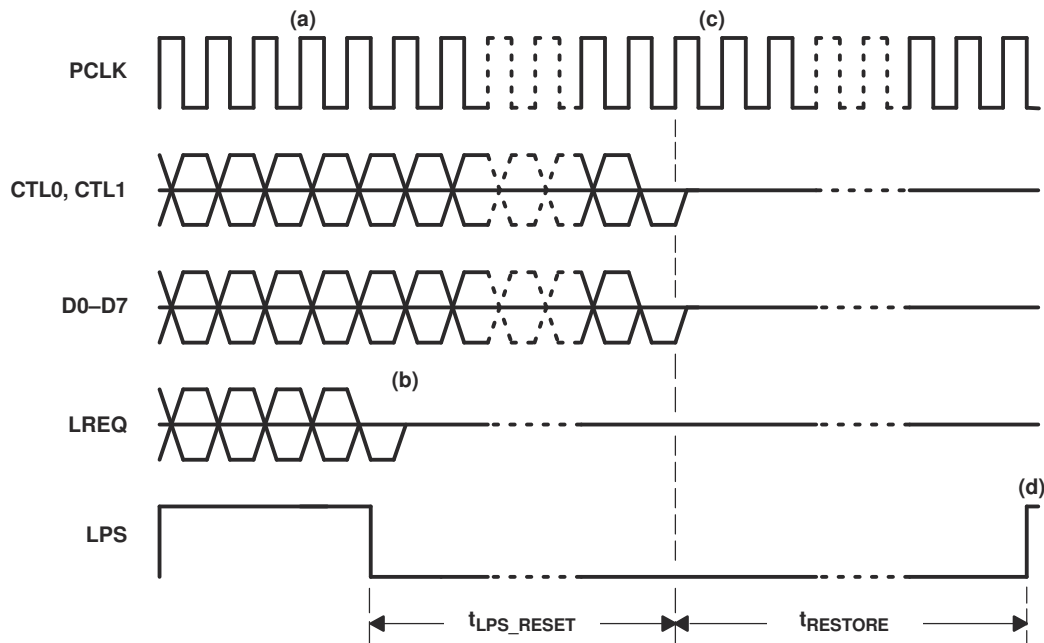 (a)
(c)
PCLK
CTL0, CTL1
D0–D7
(b)
LREQ
(d)
LPS
tLPS_RESET
tRESTORE